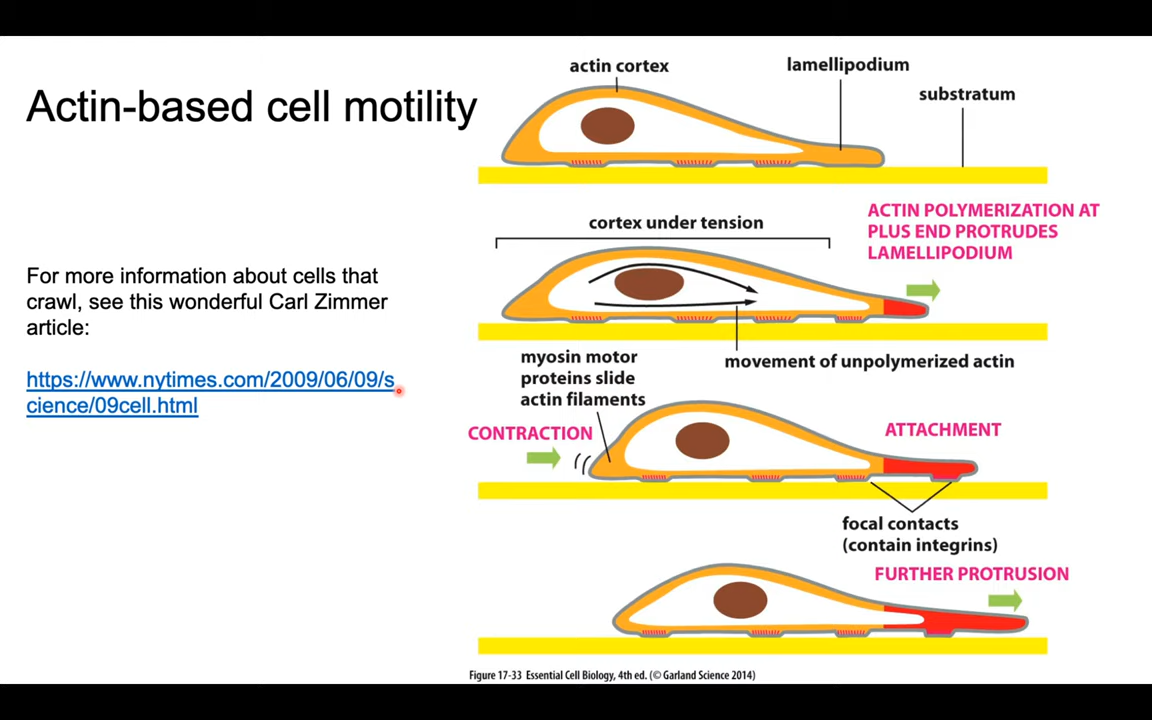 Actin-based cell motility
For more information about cells that
crawl, see this wonderful Carl Zimmer
article:
https://www.nytimes.com/2009/06/09/s
cience/09cell.html
actin cortex
lamellipodium
substratum
cortex under tension
ACTIN POLYMERIZATION AT
PLUS END PROTRUDES
LAMELLIPODIUM
movement of unpolymerized actin
myosin motor
proteins slide
actin filaments
CONTRACTION
ATTACHMENT
focal contacts
(contain integrins)
FURTHER PROTRUSION
Figure 17-33 Essential Cell Biology, 4th ed. (© Garland Science 2014)